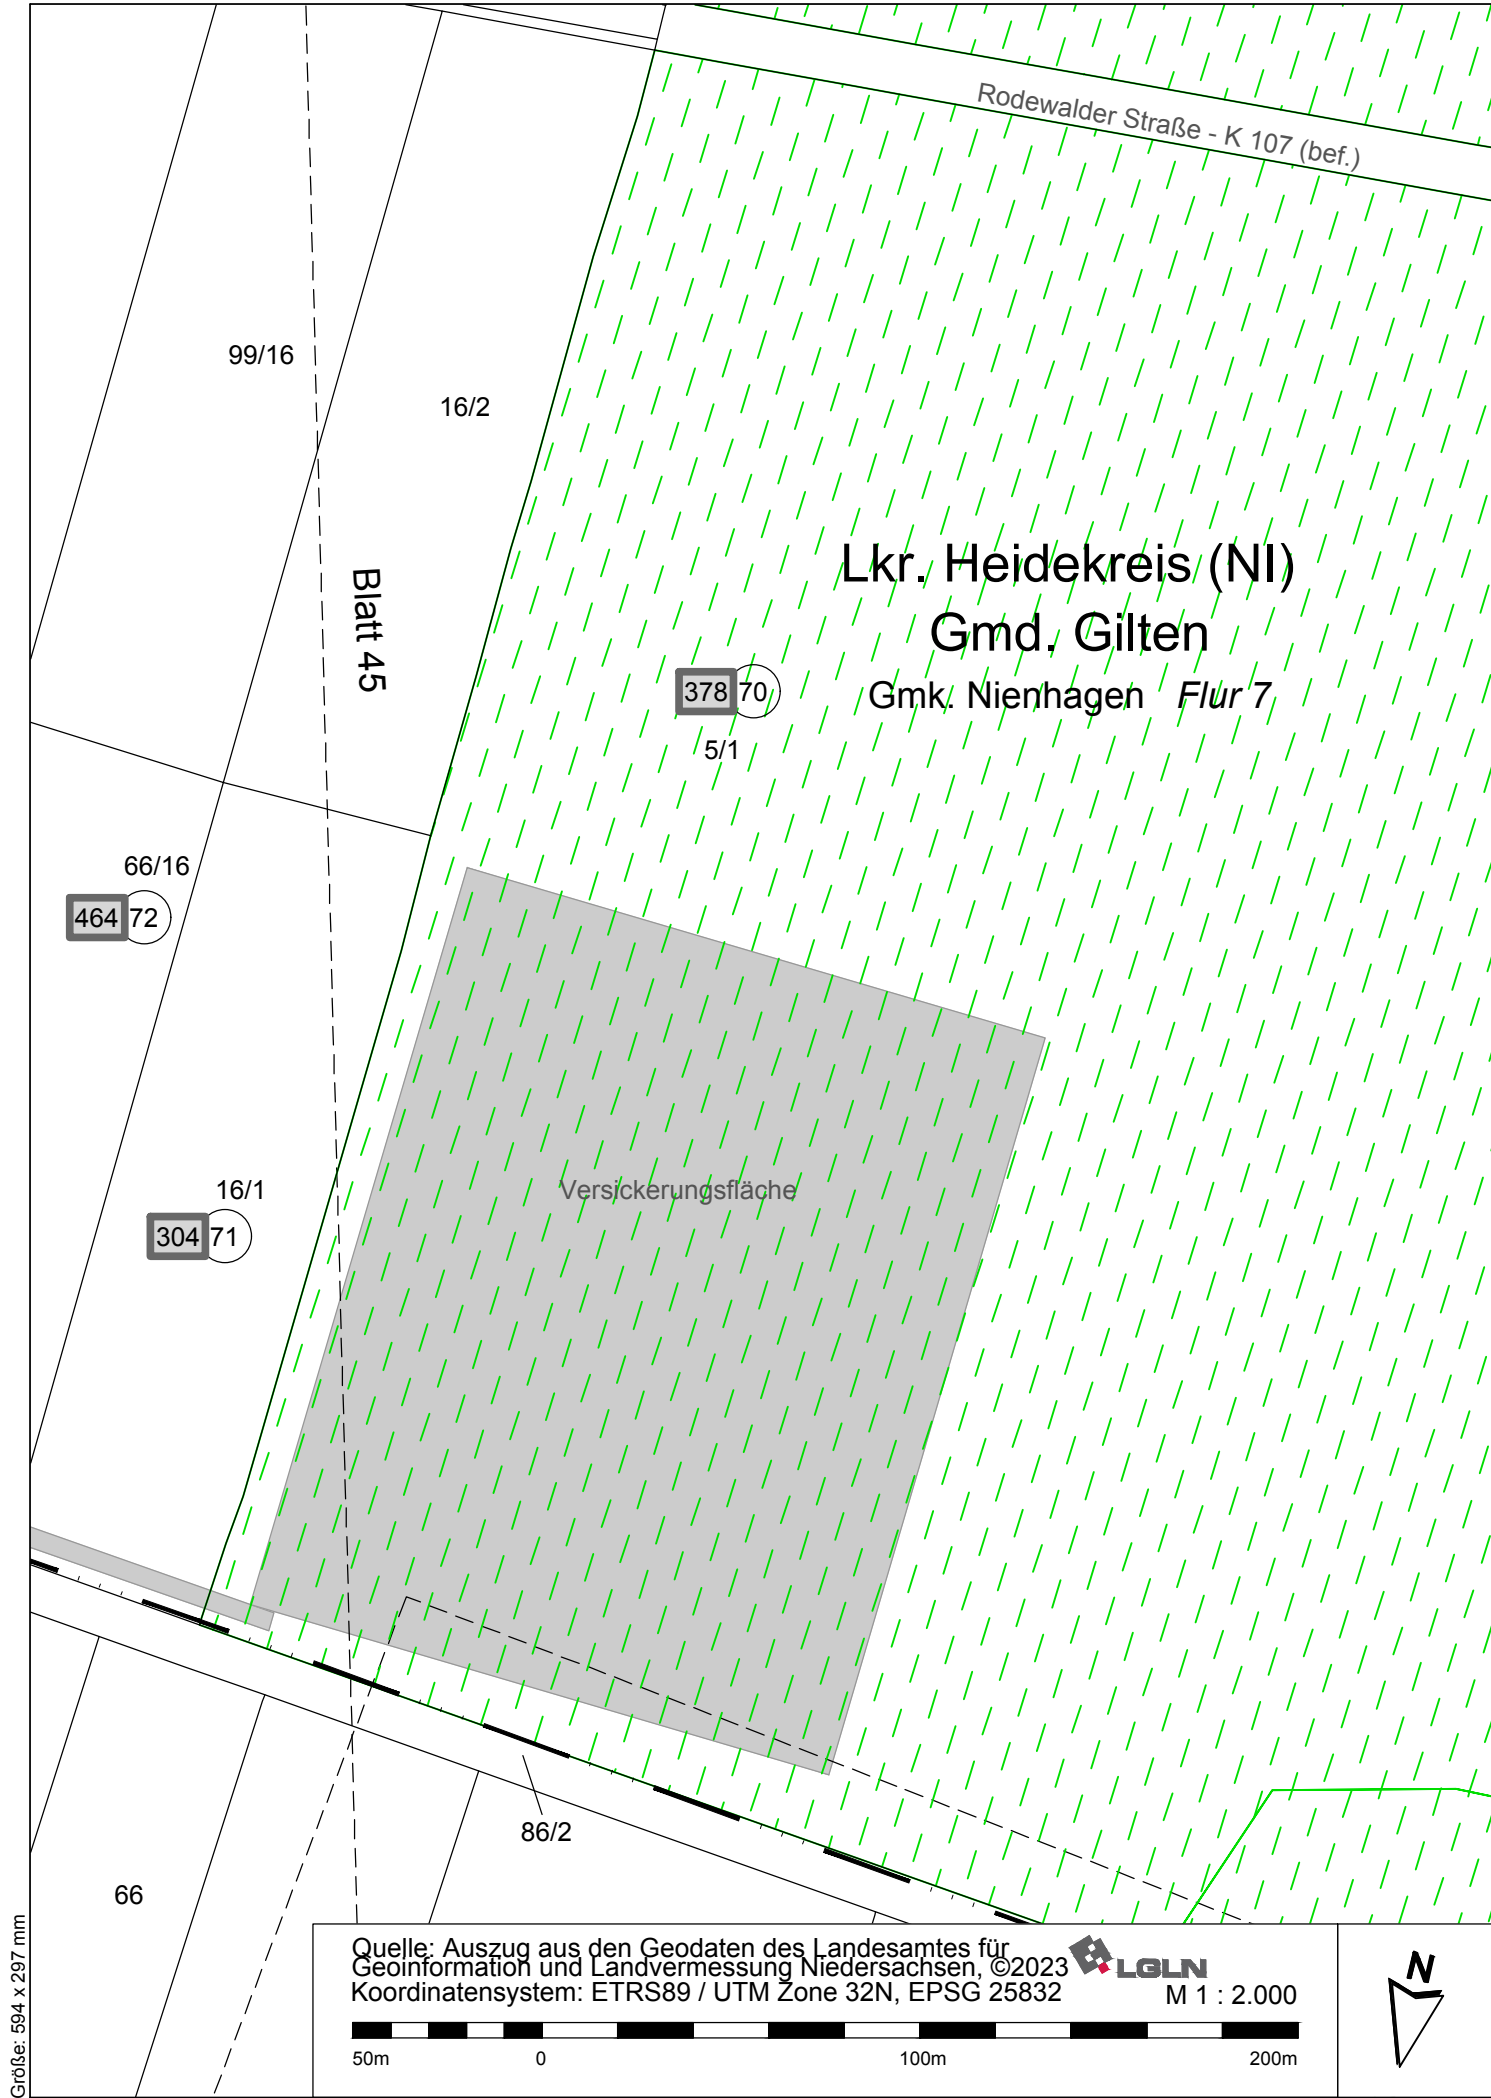 Rodewalder Straße - K 107 (bef.)
99/16
16/2
Blatt 45
Lkr. Heidekreis (NI)
Gmd. Gilten
Gmk. Nienhagen Flur 7
378 70
5/1
66/16
464 72
16/1
304 71
Versickerungsfläche
86/2
66
Größe: 594 x 297 mm
Quelle: Auszug aus den Geodaten des Landesamtes für
Geoinformation und Landvermessung Niedersachsen, ©2023
Koordinatensystem: ETRS89 / UTM Zone 32N, EPSG 25832
LGLN
M 1 : 2.000
50m 0 100m 200m
N